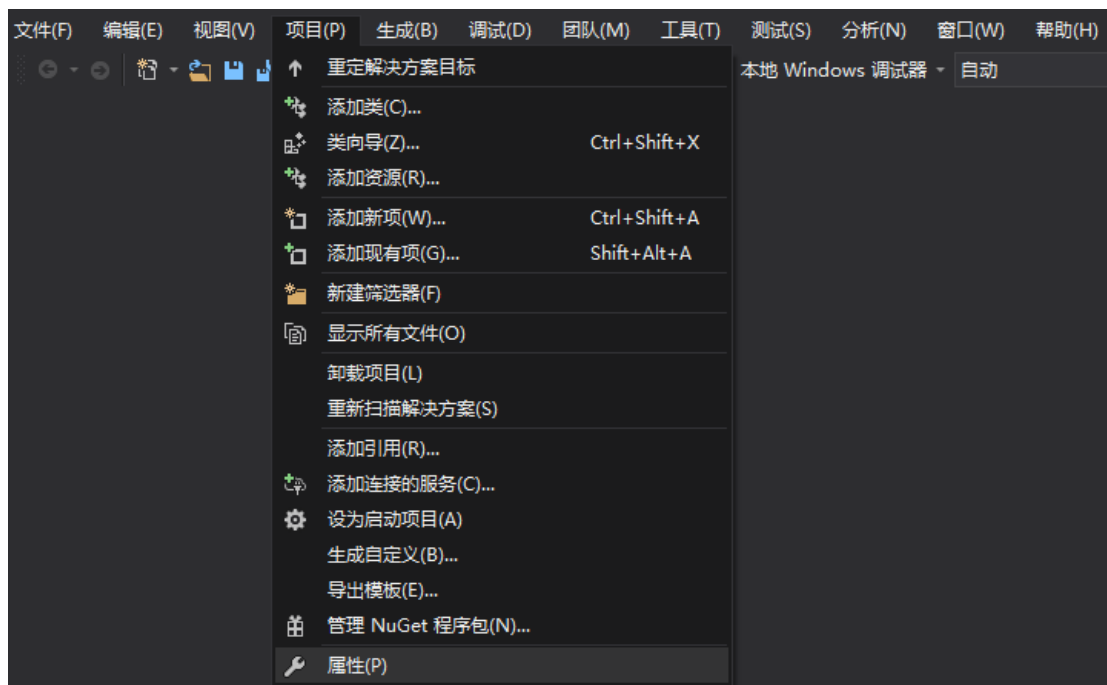 文件(F) 编辑(E) 视图(V) 项目(P) 生成(B) 调试(D) 团队(M) 工具(T) 测试(S) 分析(N) 窗口(W) 帮助(H)
本地 Windows 调试器 自动
重定解决方案目标
添加类(C)...
类向导(Z)... Ctrl+Shift+X
添加资源(R)...
添加新项(W)... Ctrl+Shift+A
添加现有项(G)... Shift+Alt+A
新建筛选器(F)
显示所有文件(O)
卸载项目(L)
重新扫描解决方案(S)
添加引用(R)...
添加连接的服务(C)...
设为启动项目(A)
生成自定义(B)...
导出模板(E)...
管理 NuGet 程序包(N)...
属性(P)